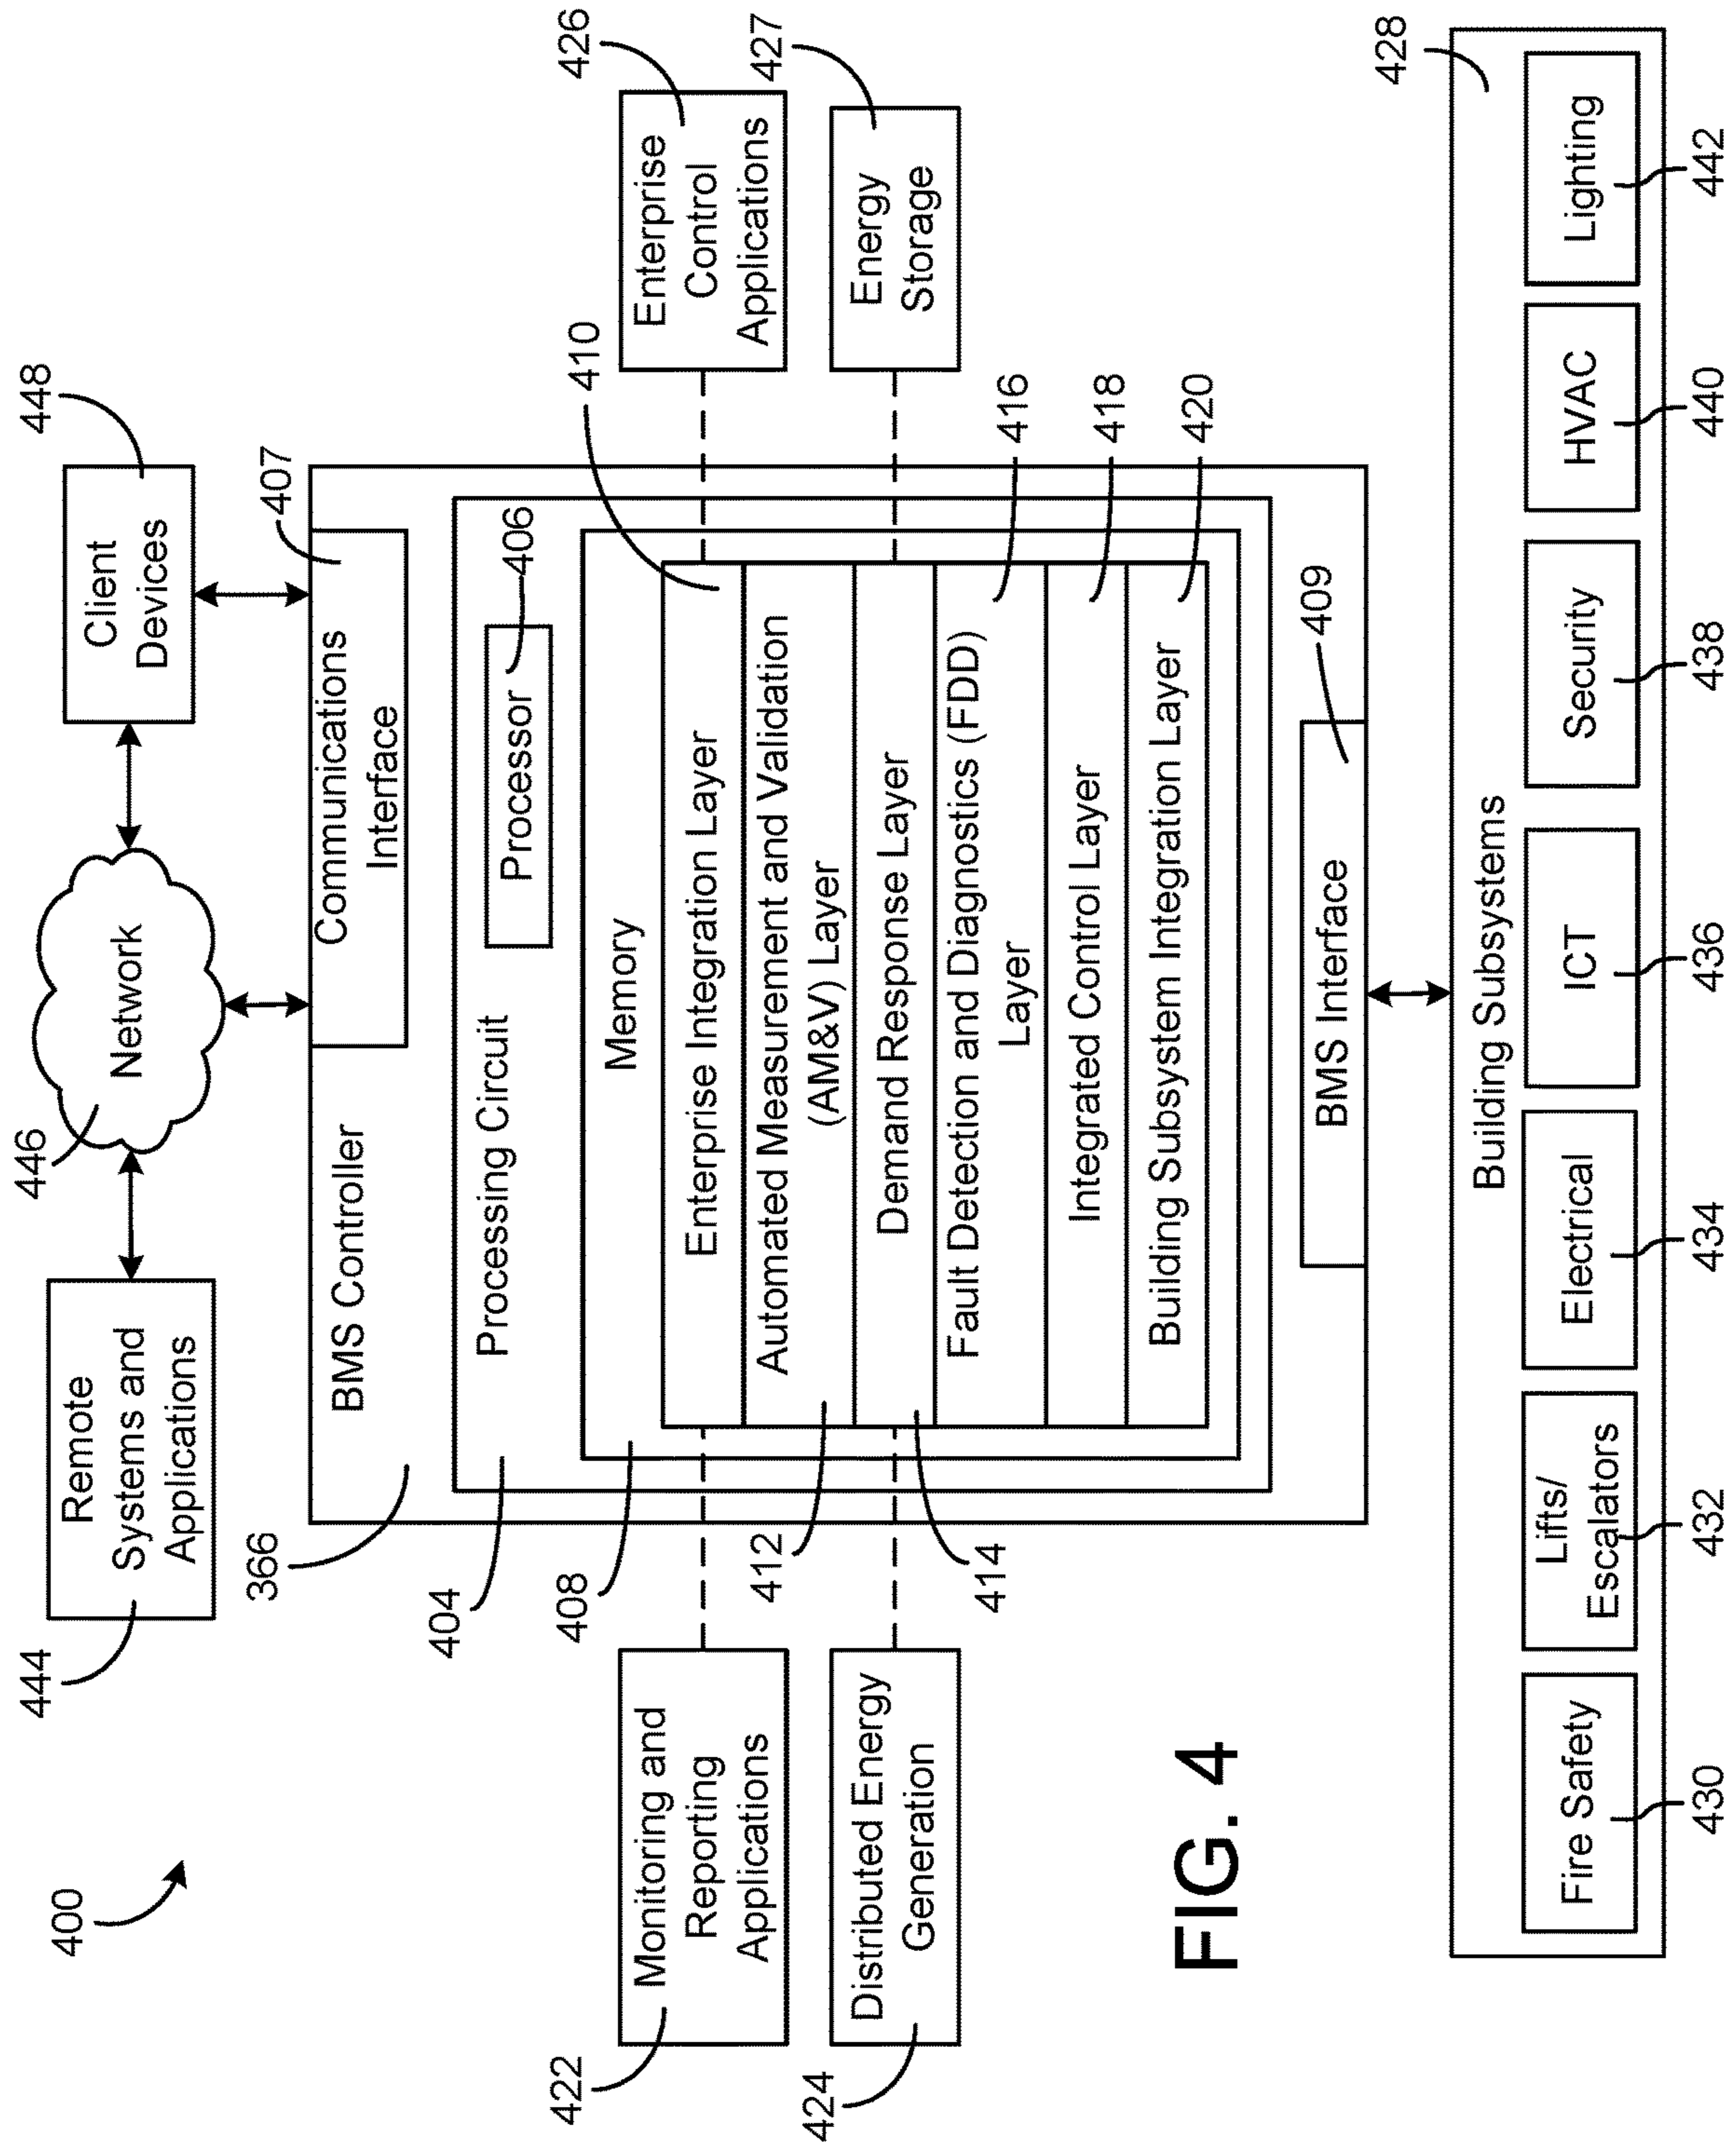 400
444
Remote
Systems and
Applications
446
Network
448
Client
Devices
366
BMS Controller
407
Communications
Interface
404
Processing Circuit
Processor
406
408
Memory
410
Enterprise Integration Layer
412
Automated Measurement and Validation
(AM&V) Layer
414
Demand Response Layer
416
Fault Detection and Diagnostics (FDD)
Layer
418
Integrated Control Layer
420
Building Subsystem Integration Layer
409
BMS Interface
422
Monitoring and
Reporting
Applications
424
Distributed Energy
Generation
426
Enterprise
Control
Applications
427
Energy
Storage
FIG. 4
428
Building Subsystems
Fire Safety
Lifts/
Escalators
Electrical
ICT
Security
HVAC
Lighting
430
432
434
436
438
440
442